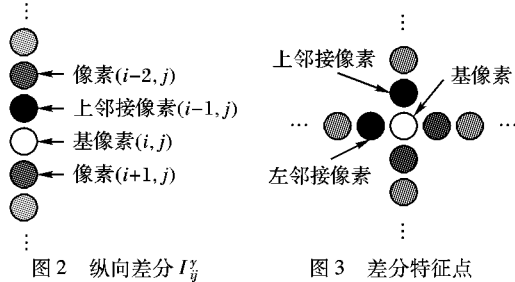 像素(i−2, j)
上邻接像素(i−1, j)
基像素(i, j)
像素(i+1, j)
图2 纵向差分 I^y_ij
上邻接像素
基像素
左邻接像素
图3 差分特征点